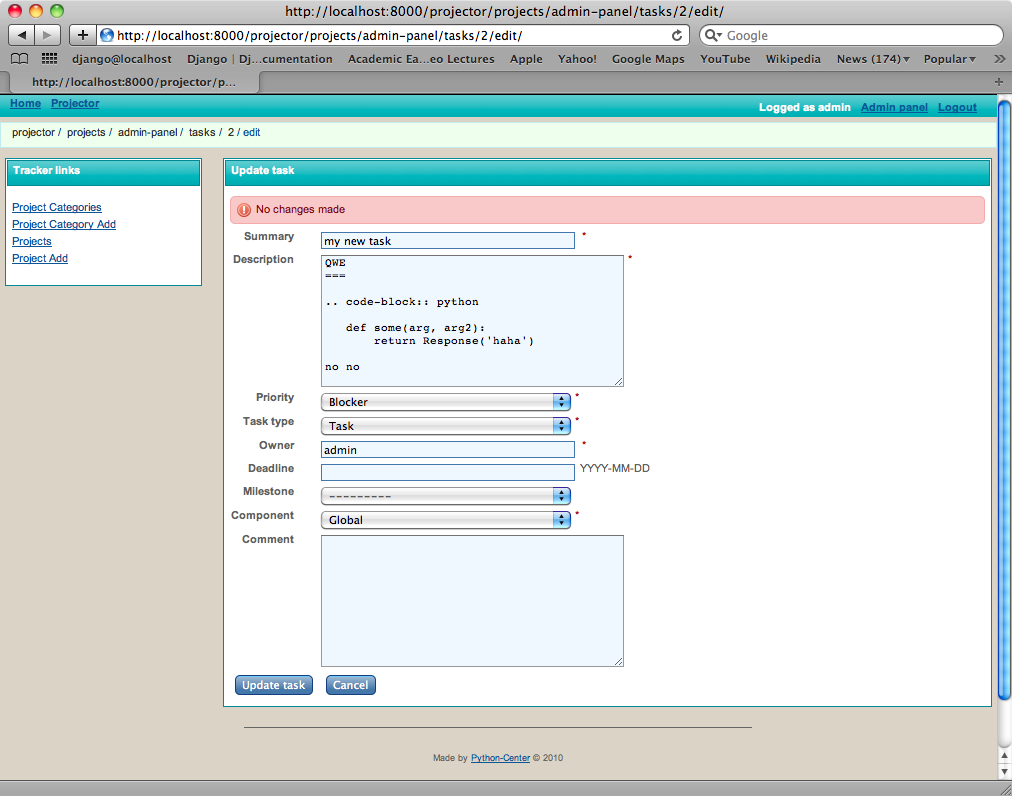 http://localhost:8000/projector/projects/admin-panel/tasks/2/edit/
http://localhost:8000/projector/projects/admin-panel/tasks/2/edit/ Google
django@localhost Django | Dj...cumentation Academic Ea...eo Lectures Apple Yahoo! Google Maps YouTube Wikipedia News (174)▾ Popular▾ »
http://localhost:8000/projector/p... +
Home Projector Logged as admin Admin panel Logout
projector / projects / admin-panel / tasks / 2 / edit
Tracker links
Project Categories
Project Category Add
Projects
Project Add
Update task
No changes made
Summary my new task *
Description *
QWE
===
.. code-block:: python
def some(arg, arg2):
return Response('haha')
no no
Priority Blocker *
Task type Task *
Owner admin *
Deadline YYYY-MM-DD
Milestone ---------
Component Global *
Comment
Update task Cancel
Made by Python-Center © 2010